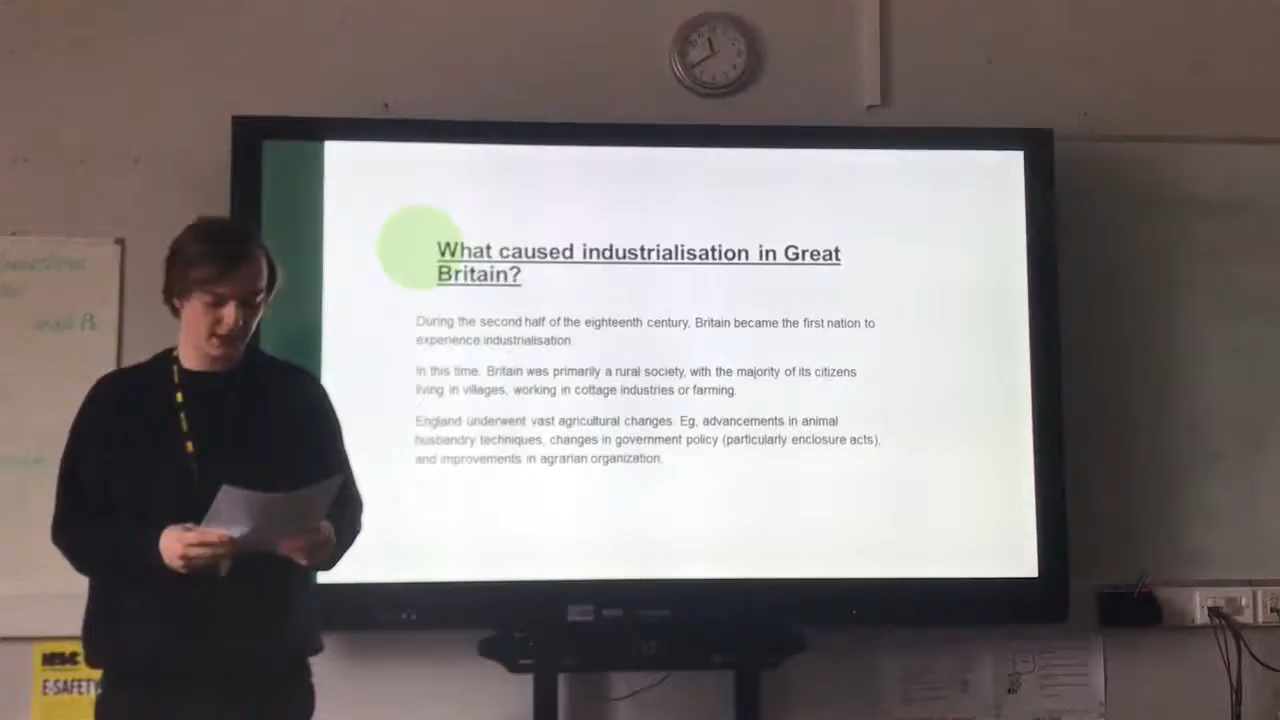 What caused industrialisation in Great
Britain?
During the second half of the eighteenth century, Britain became the first nation to
experience industrialisation.
In this time, Britain was primarily a rural society, with the majority of its citizens
living in villages, working in cottage industries or farming.
England underwent vast agricultural changes. Eg, advancements in animal
husbandry techniques, changes in government policy (particularly enclosure acts),
and improvements in agrarian organization.
E-SAFETY